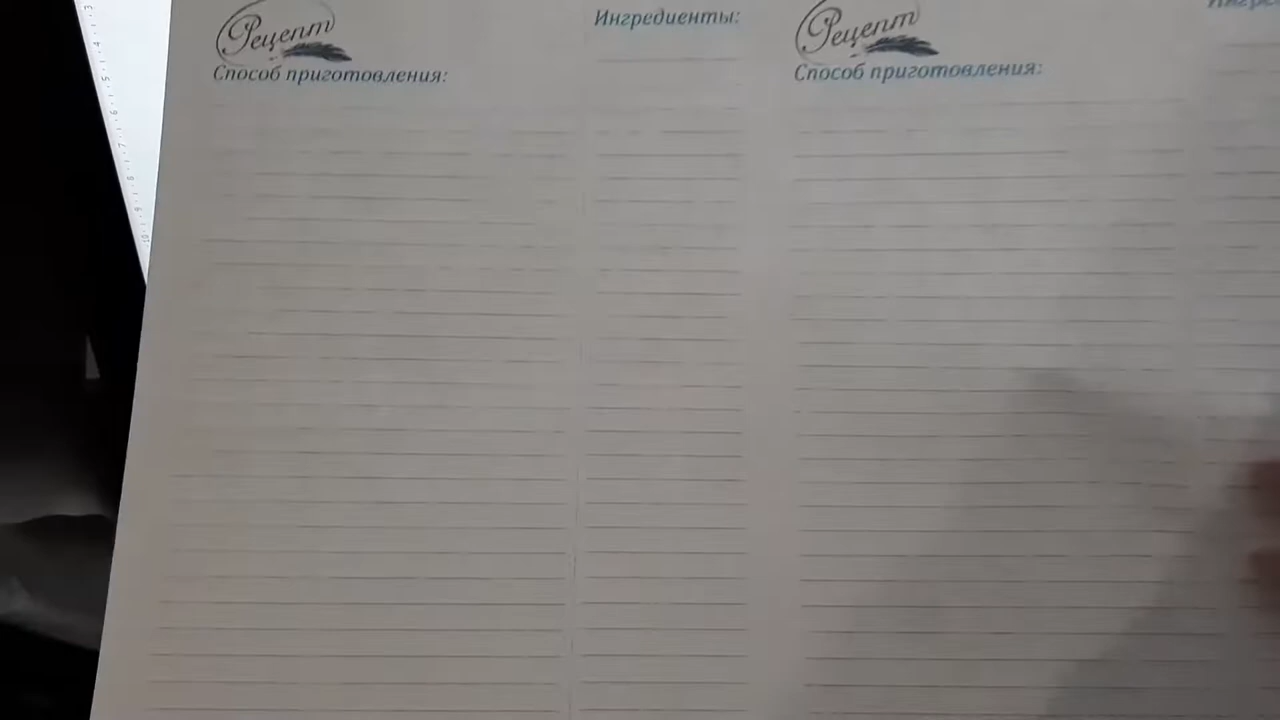 Рецепт
Способ приготовления:
Ингредиенты:
Рецепт
Способ приготовления: